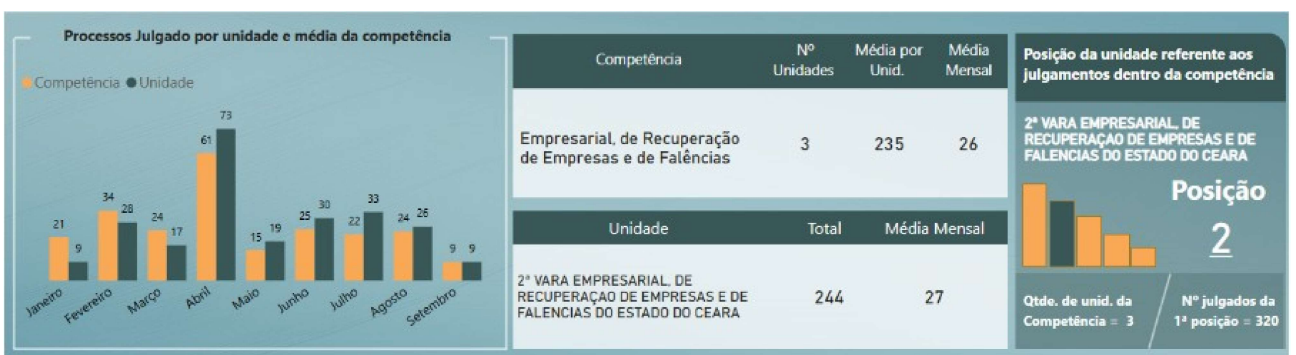 Processos Julgado por unidade e média da competência
Competência Unidade
21
9
34
28
24
17
61
73
15
19
25
30
22
33
24
26
9
9
Janeiro
Fevereiro
Março
Abril
Maio
Junho
Julho
Agosto
Setembro
Competência
Nº
Unidades
Média por
Unid.
Média
Mensal
Empresarial, de Recuperação
de Empresas e de Falências
3
235
26
Unidade
Total
Média Mensal
2ª VARA EMPRESARIAL, DE
RECUPERAÇAO DE EMPRESAS E DE
FALENCIAS DO ESTADO DO CEARA
244
27
Posição da unidade referente aos
julgamentos dentro da competência
2ª VARA EMPRESARIAL, DE
RECUPERAÇAO DE EMPRESAS E DE
FALENCIAS DO ESTADO DO CEARA
Posição
2
Qtde. de unid. da
Competência = 3
Nº julgados da
1ª posição = 320